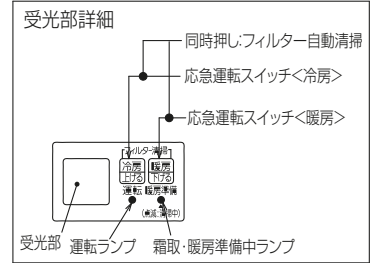 受光部詳細
同時押し:フィルター自動清掃
応急運転スイッチ<冷房>
応急運転スイッチ<暖房>
フィルター清掃
冷房 暖房
上げる 下げる
運転 暖房準備
(点滅:清掃中)
受光部 運転ランプ 霜取・暖房準備中ランプ